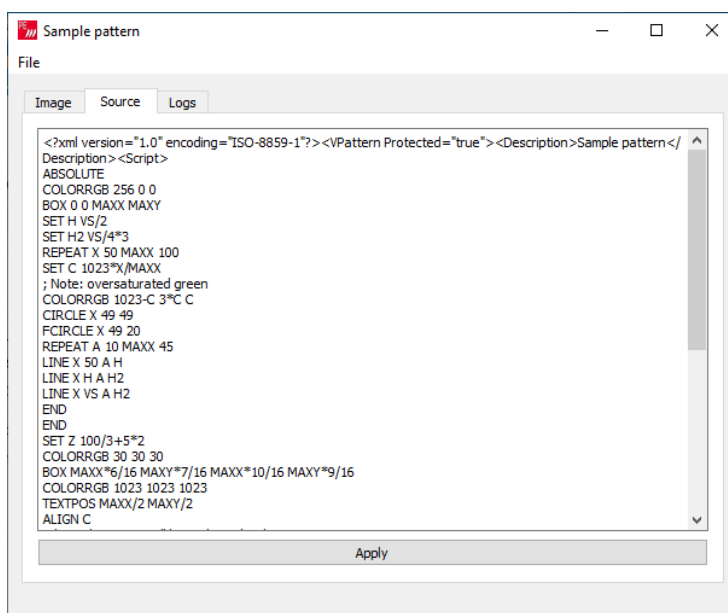 PE m Sample pattern
File
Image Source Logs
<?xml version="1.0" encoding="ISO-8859-1"?><VPattern Protected="true"><Description>Sample pattern</
Description><Script>
ABSOLUTE
COLORRGB 256 0 0
BOX 0 0 MAXX MAXY
SET H VS/2
SET H2 VS/4*3
REPEAT X 50 MAXX 100
SET C 1023*X/MAXX
; Note: oversaturated green
COLORRGB 1023-C 3*C C
CIRCLE X 49 49
FCIRCLE X 49 20
REPEAT A 10 MAXX 45
LINE X 50 A H
LINE X H A H2
LINE X VS A H2
END
END
SET Z 100/3+5*2
COLORRGB 30 30 30
BOX MAXX*6/16 MAXY*7/16 MAXX*10/16 MAXY*9/16
COLORRGB 1023 1023 1023
TEXTPOS MAXX/2 MAXY/2
ALIGN C
Apply